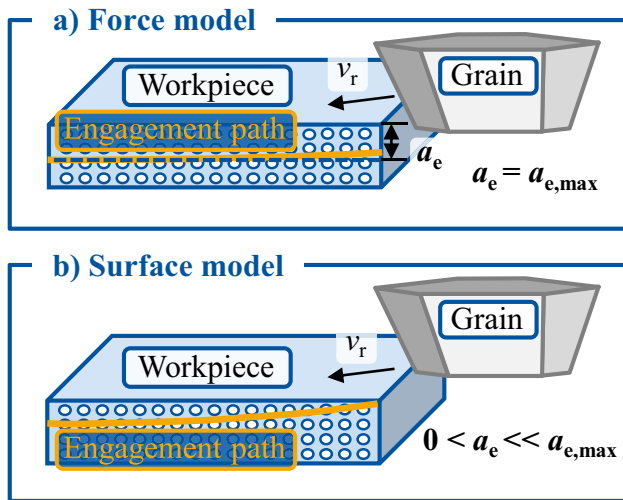 a) Force model
Workpiece
v_r
Grain
Engagement path
a_e
a_e = a_e,max
b) Surface model
Workpiece
v_r
Grain
Engagement path
0 < a_e << a_e,max